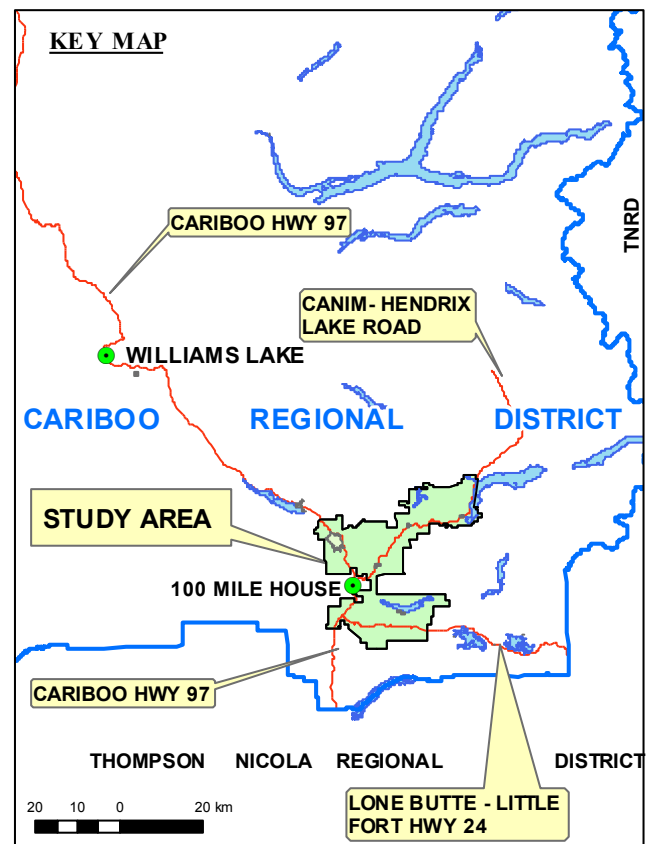 KEY MAP
TNRD
CARIBOO HWY 97
CANIM- HENDRIX
LAKE ROAD
WILLIAMS LAKE
CARIBOO REGIONAL DISTRICT
STUDY AREA
100 MILE HOUSE
CARIBOO HWY 97
THOMPSON NICOLA REGIONAL DISTRICT
LONE BUTTE - LITTLE
FORT HWY 24
20 10 0 20 km